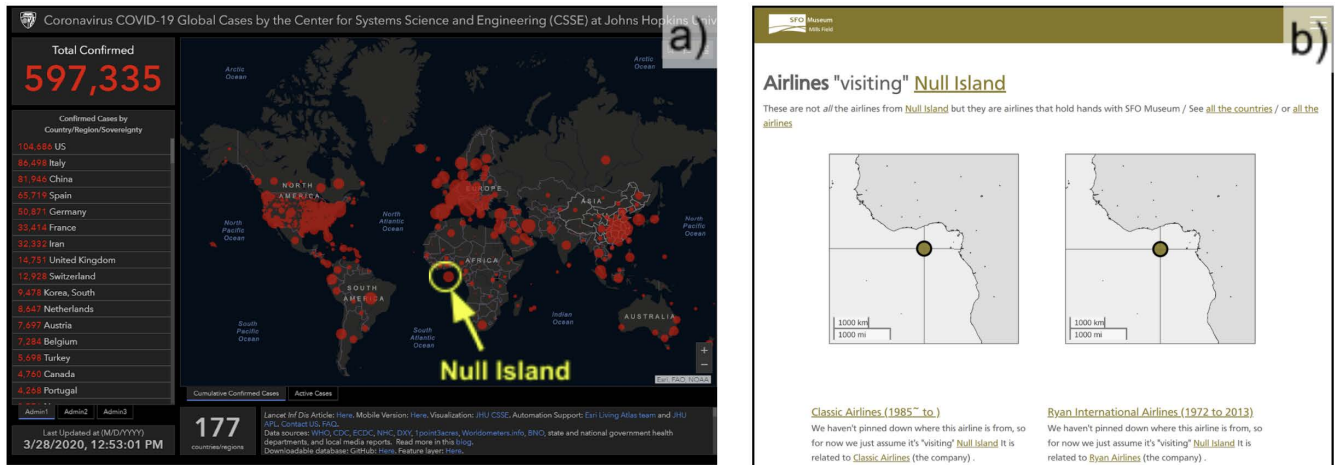 Coronavirus COVID-19 Global Cases by the Center for Systems Science and Engineering (CSSE) at Johns Hopkins
a)
Total Confirmed
597,335
Confirmed Cases by
Country/Region/Sovereignty
104,686 US
86,498 Italy
81,946 China
65,719 Spain
50,871 Germany
33,414 France
32,332 Iran
14,751 United Kingdom
12,928 Switzerland
9,478 Korea, South
8,647 Netherlands
7,697 Austria
7,284 Belgium
5,698 Turkey
4,760 Canada
4,268 Portugal
Admin1 Admin2 Admin3
Last Updated at (M/D/YYYY)
3/28/2020, 12:53:01 PM
Arctic
Ocean
Arctic
Ocean
NORTH
AMERICA
EUROPE
ASIA
North
Pacific
Ocean
North
Atlantic
Ocean
North
Pacific
Ocean
AFRICA
SOUTH
AMERICA
Indian
Ocean
AUSTRALIA
South
Pacific
Ocean
South
Atlantic
Ocean
Null Island
+
−
Esri, FAO, NOAA
Cumulative Confirmed Cases Active Cases
177
countries/regions
Lancet Inf Dis Article: Here. Mobile Version: Here. Visualization: JHU CSSE. Automation Support: Esri Living Atlas team and JHU
APL. Contact US. FAQ.
Data sources: WHO, CDC, ECDC, NHC, DXY, 1point3acres, Worldometers.info, BNO, state and national government health
departments, and local media reports. Read more in this blog.
Downloadable database: GitHub: Here. Feature layer: Here.
SFO Museum
Mills Field
b)
Airlines "visiting" Null Island
These are not all the airlines from Null Island but they are airlines that hold hands with SFO Museum / See all the countries / or all the
airlines
1000 km
1000 mi
1000 km
1000 mi
Classic Airlines (1985~ to )
We haven't pinned down where this airline is from, so
for now we just assume it's "visiting" Null Island It is
related to Classic Airlines (the company) .
Ryan International Airlines (1972 to 2013)
We haven't pinned down where this airline is from, so
for now we just assume it's "visiting" Null Island It is
related to Ryan Airlines (the company) .